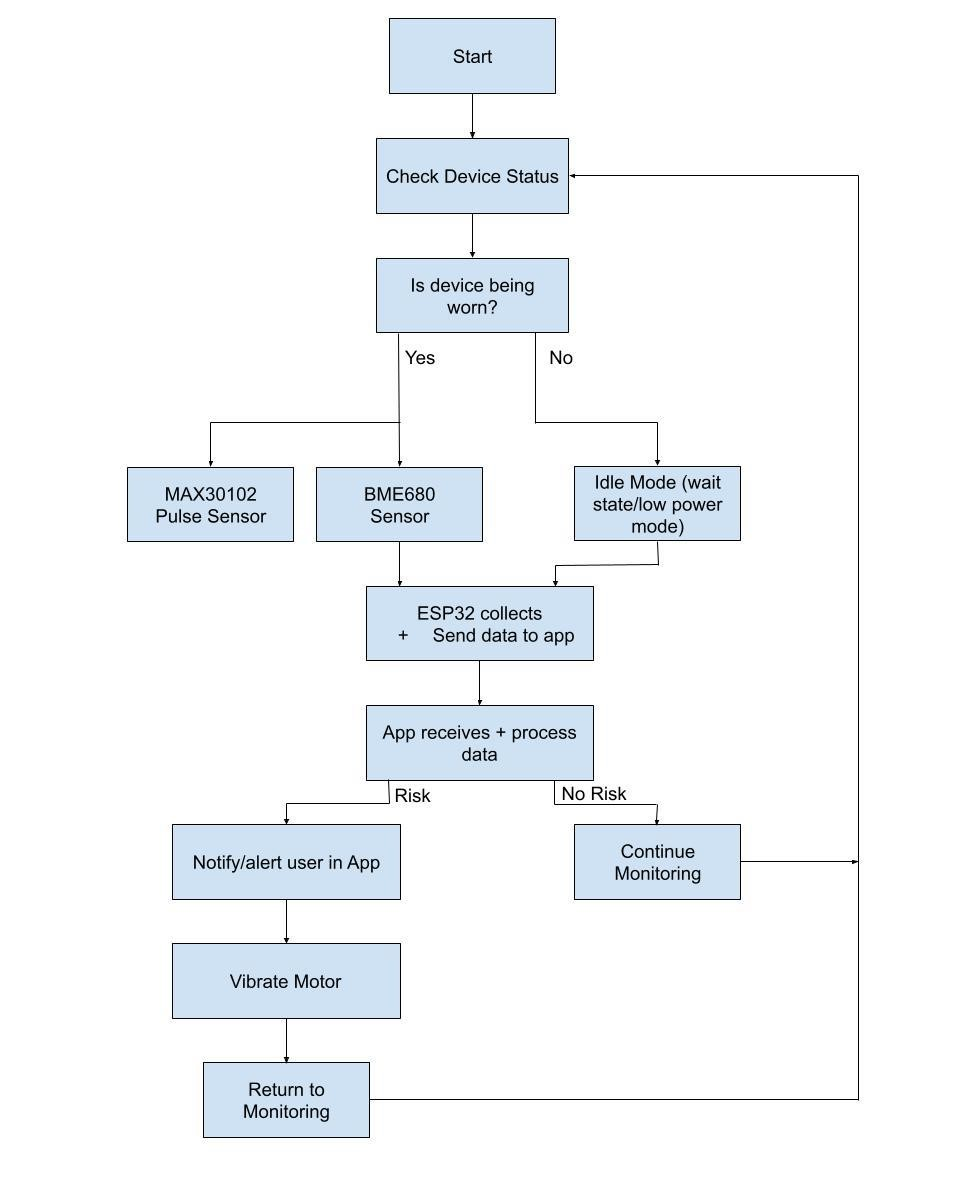 Start
Check Device Status
Is device being
worn?
Yes
No
MAX30102
Pulse Sensor
BME680
Sensor
Idle Mode (wait
state/low power
mode)
ESP32 collects
+ Send data to app
App receives + process
data
Risk
No Risk
Notify/alert user in App
Continue
Monitoring
Vibrate Motor
Return to
Monitoring